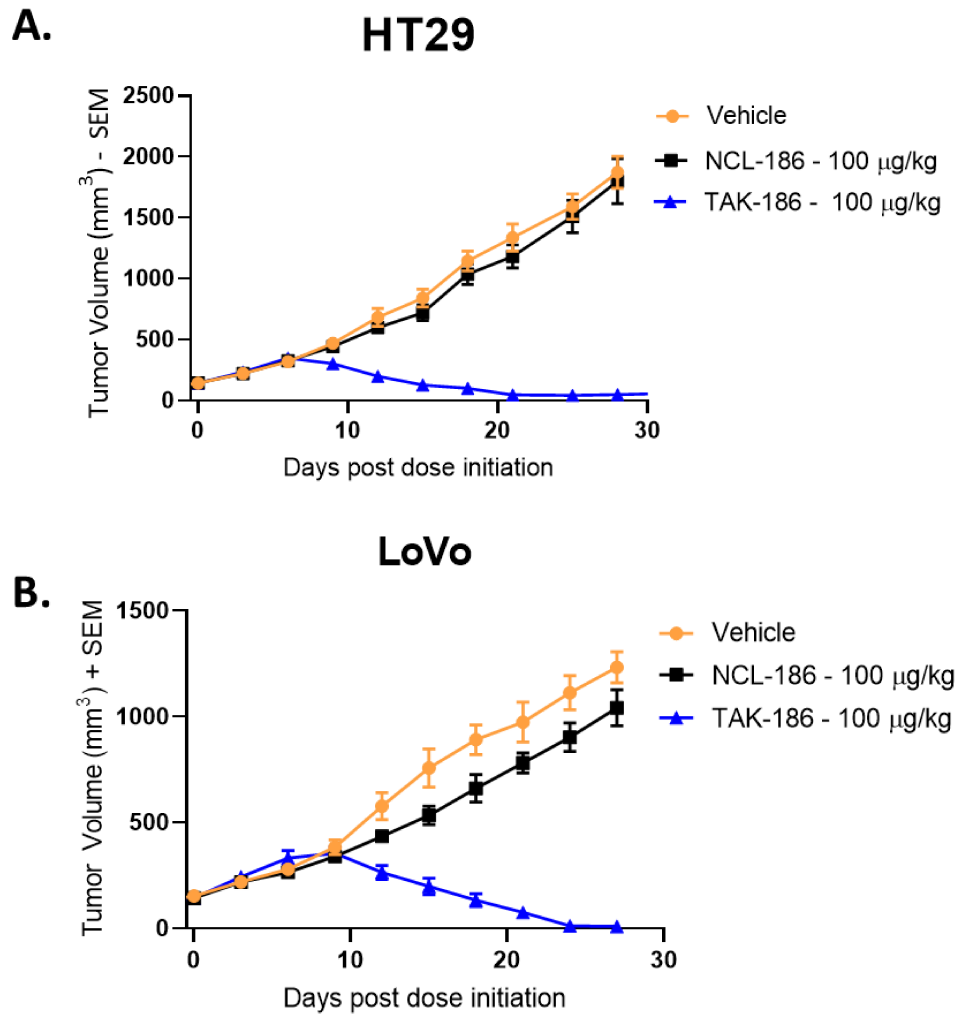 A.
HT29
Tumor Volume (mm³) - SEM
2500
2000
1500
1000
500
0
0 10 20 30
Days post dose initiation
Vehicle
NCL-186 - 100 µg/kg
TAK-186 - 100 µg/kg
B.
LoVo
Tumor Volume (mm³) + SEM
1500
1000
500
0
0 10 20 30
Days post dose initiation
Vehicle
NCL-186 - 100 µg/kg
TAK-186 - 100 µg/kg